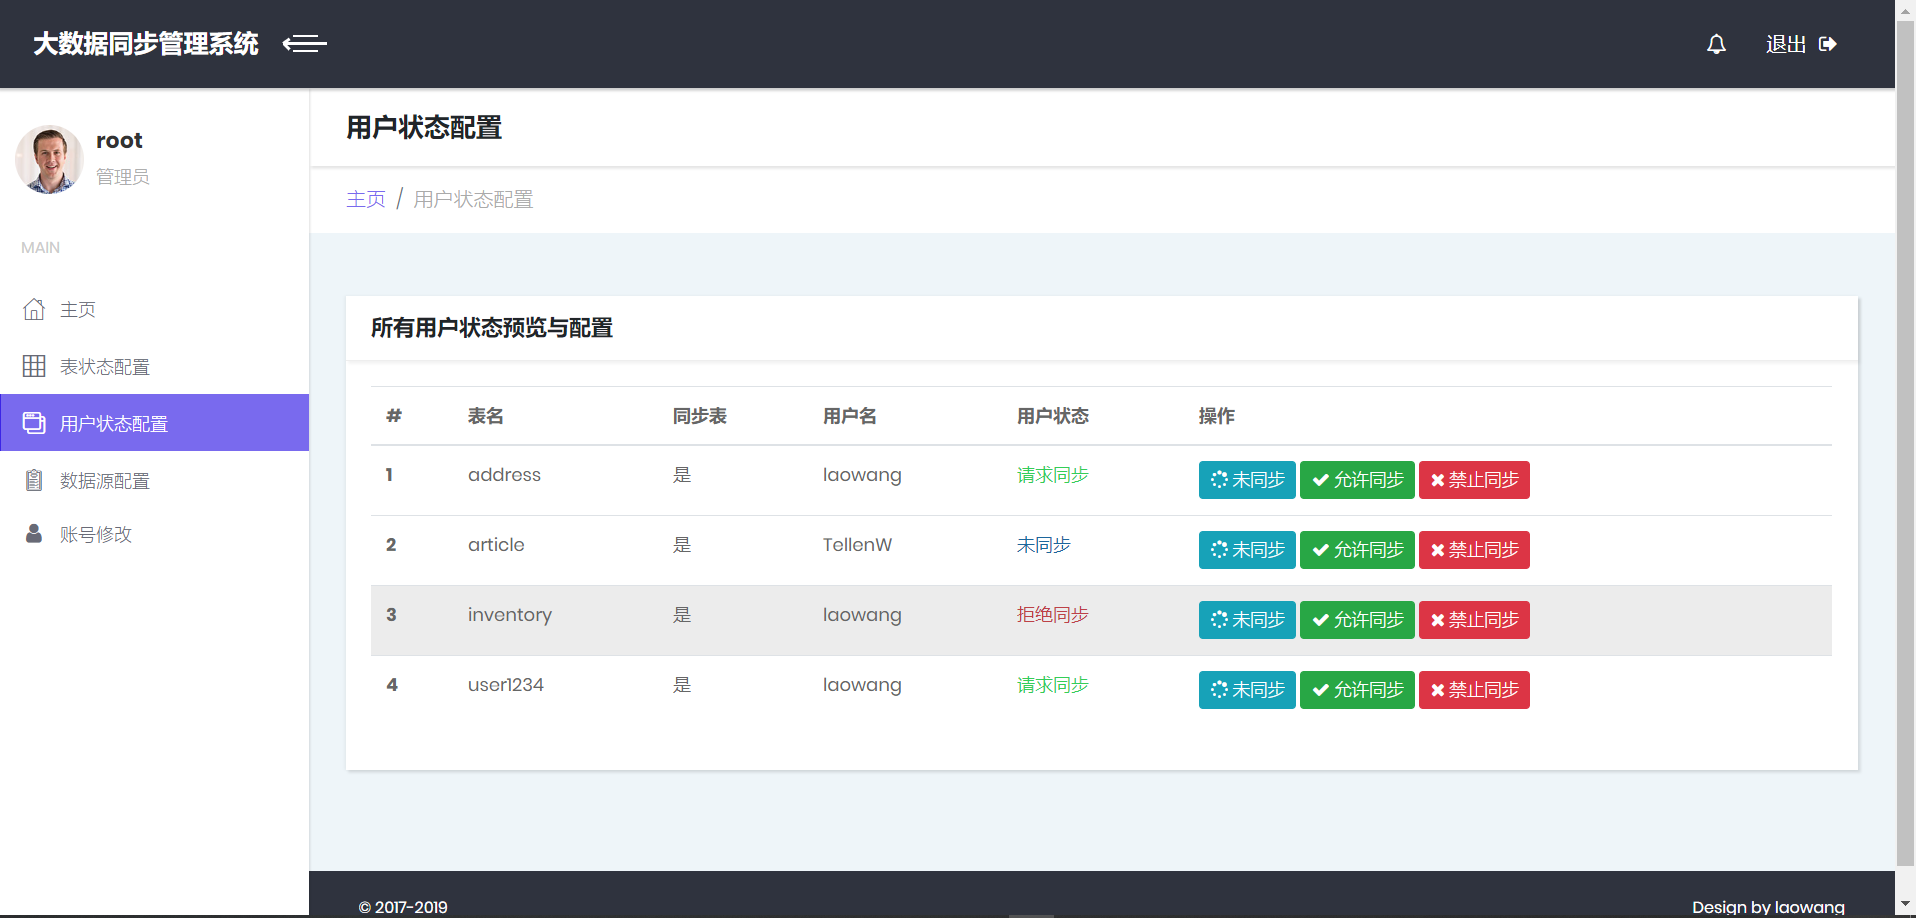 大数据同步管理系统
退出
root
管理员
MAIN
主页
表状态配置
用户状态配置
数据源配置
账号修改
用户状态配置
主页 / 用户状态配置
所有用户状态预览与配置
# 表名 同步表 用户名 用户状态 操作
1 address 是 laowang 请求同步 未同步 允许同步 禁止同步
2 article 是 TellenW 未同步 未同步 允许同步 禁止同步
3 inventory 是 laowang 拒绝同步 未同步 允许同步 禁止同步
4 user1234 是 laowang 请求同步 未同步 允许同步 禁止同步
© 2017-2019
Design by laowang